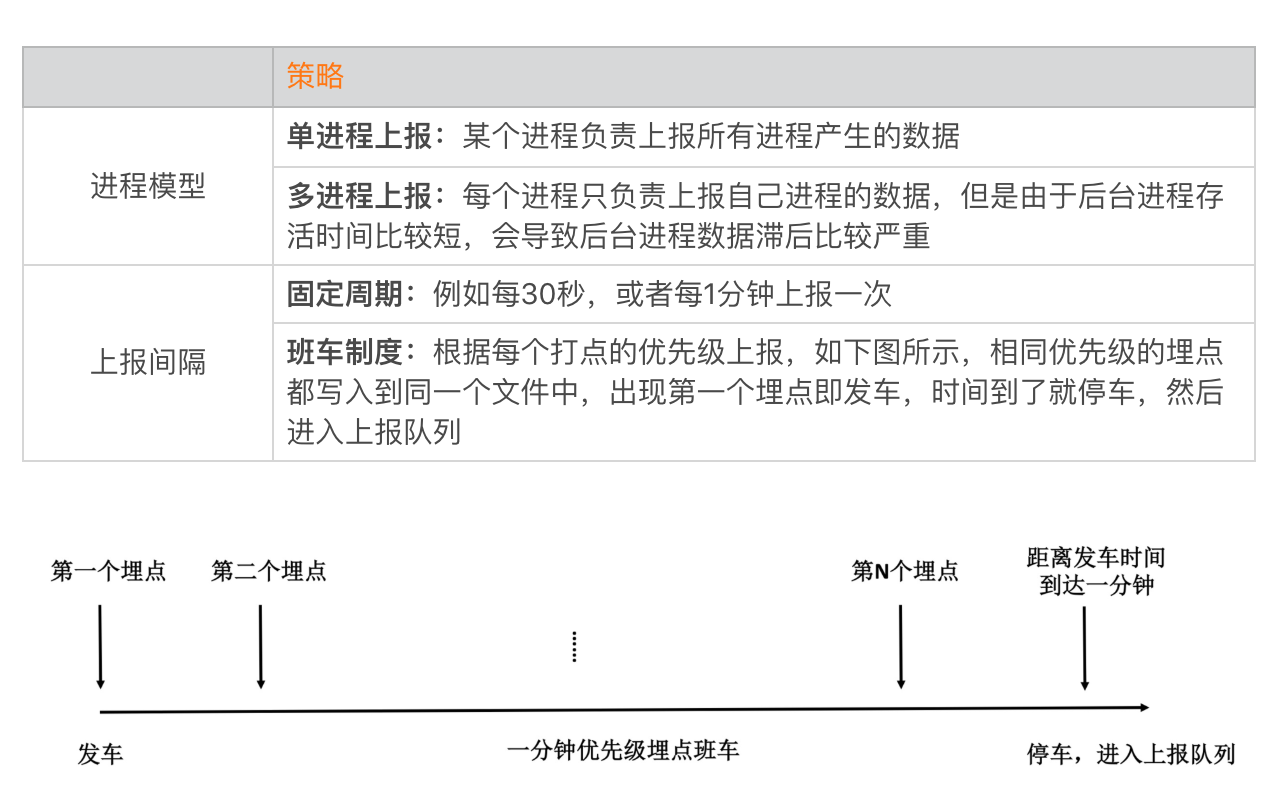 策略
进程模型
单进程上报：某个进程负责上报所有进程产生的数据
多进程上报：每个进程只负责上报自己进程的数据，但是由于后台进程存
活时间比较短，会导致后台进程数据滞后比较严重
上报间隔
固定周期：例如每30秒，或者每1分钟上报一次
班车制度：根据每个打点的优先级上报，如下图所示，相同优先级的埋点
都写入到同一个文件中，出现第一个埋点即发车，时间到了就停车，然后
进入上报队列
第一个埋点
第二个埋点
第N个埋点
距离发车时间
到达一分钟
发车
一分钟优先级埋点班车
停车，进入上报队列